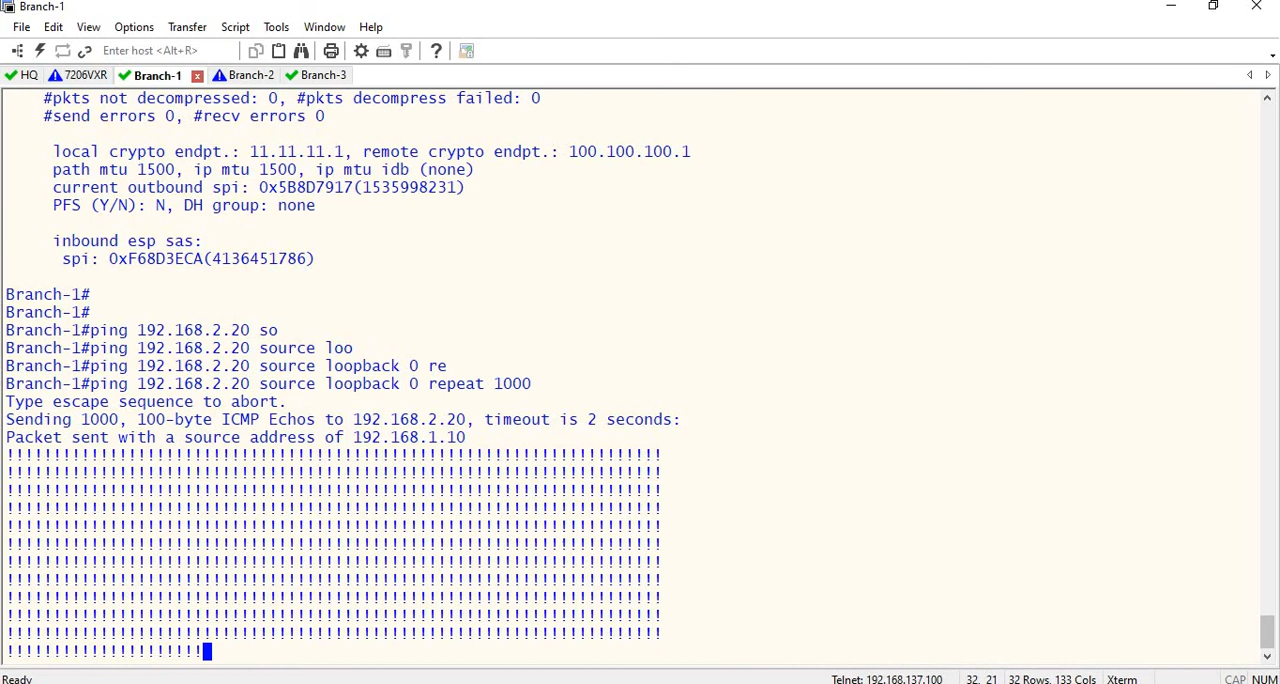 Branch-1
File Edit View Options Transfer Script Tools Window Help
Enter host <Alt+R>
HQ 7206VXR Branch-1 Branch-2 Branch-3
#pkts not decompressed: 0, #pkts decompress failed: 0
#send errors 0, #recv errors 0
local crypto endpt.: 11.11.11.1, remote crypto endpt.: 100.100.100.1
path mtu 1500, ip mtu 1500, ip mtu idb (none)
current outbound spi: 0x5B8D7917(1535998231)
PFS (Y/N): N, DH group: none
inbound esp sas:
spi: 0xF68D3ECA(4136451786)
Branch-1#
Branch-1#
Branch-1#ping 192.168.2.20 so
Branch-1#ping 192.168.2.20 source loo
Branch-1#ping 192.168.2.20 source loopback 0 re
Branch-1#ping 192.168.2.20 source loopback 0 repeat 1000
Type escape sequence to abort.
Sending 1000, 100-byte ICMP Echos to 192.168.2.20, timeout is 2 seconds:
Packet sent with a source address of 192.168.1.10
!!!!!!!!!!!!!!!!!!!!!!!!!!!!!!!!!!!!!!!!!!!!!!!!!!!!!!!!!!!!!!!!!!!!!!
!!!!!!!!!!!!!!!!!!!!!!!!!!!!!!!!!!!!!!!!!!!!!!!!!!!!!!!!!!!!!!!!!!!!!!
!!!!!!!!!!!!!!!!!!!!!!!!!!!!!!!!!!!!!!!!!!!!!!!!!!!!!!!!!!!!!!!!!!!!!!
!!!!!!!!!!!!!!!!!!!!!!!!!!!!!!!!!!!!!!!!!!!!!!!!!!!!!!!!!!!!!!!!!!!!!!
!!!!!!!!!!!!!!!!!!!!!!!!!!!!!!!!!!!!!!!!!!!!!!!!!!!!!!!!!!!!!!!!!!!!!!
!!!!!!!!!!!!!!!!!!!!!!!!!!!!!!!!!!!!!!!!!!!!!!!!!!!!!!!!!!!!!!!!!!!!!!
!!!!!!!!!!!!!!!!!!!!!!!!!!!!!!!!!!!!!!!!!!!!!!!!!!!!!!!!!!!!!!!!!!!!!!
!!!!!!!!!!!!!!!!!!!!!!!!!!!!!!!!!!!!!!!!!!!!!!!!!!!!!!!!!!!!!!!!!!!!!!
!!!!!!!!!!!!!!!!!!!!!!!!!!!!!!!!!!!!!!!!!!!!!!!!!!!!!!!!!!!!!!!!!!!!!!
!!!!!!!!!!!!!!!!!!!!!!!!!!!!!!!!!!!!!!!!!!!!!!!!!!!!!!!!!!!!!!!!!!!!!!
!!!!!!!!!!!!!!!!!!!!!!!!!!!!!!!!!!!!!!!!!!!!!!!!!!!!!!!!!!!!!!!!!!!!!!
!!!!!!!!!!!!!!!!!!!!!
Ready Telnet: 192.168.137.100 32, 21 32 Rows, 133 Cols Xterm CAP NUM